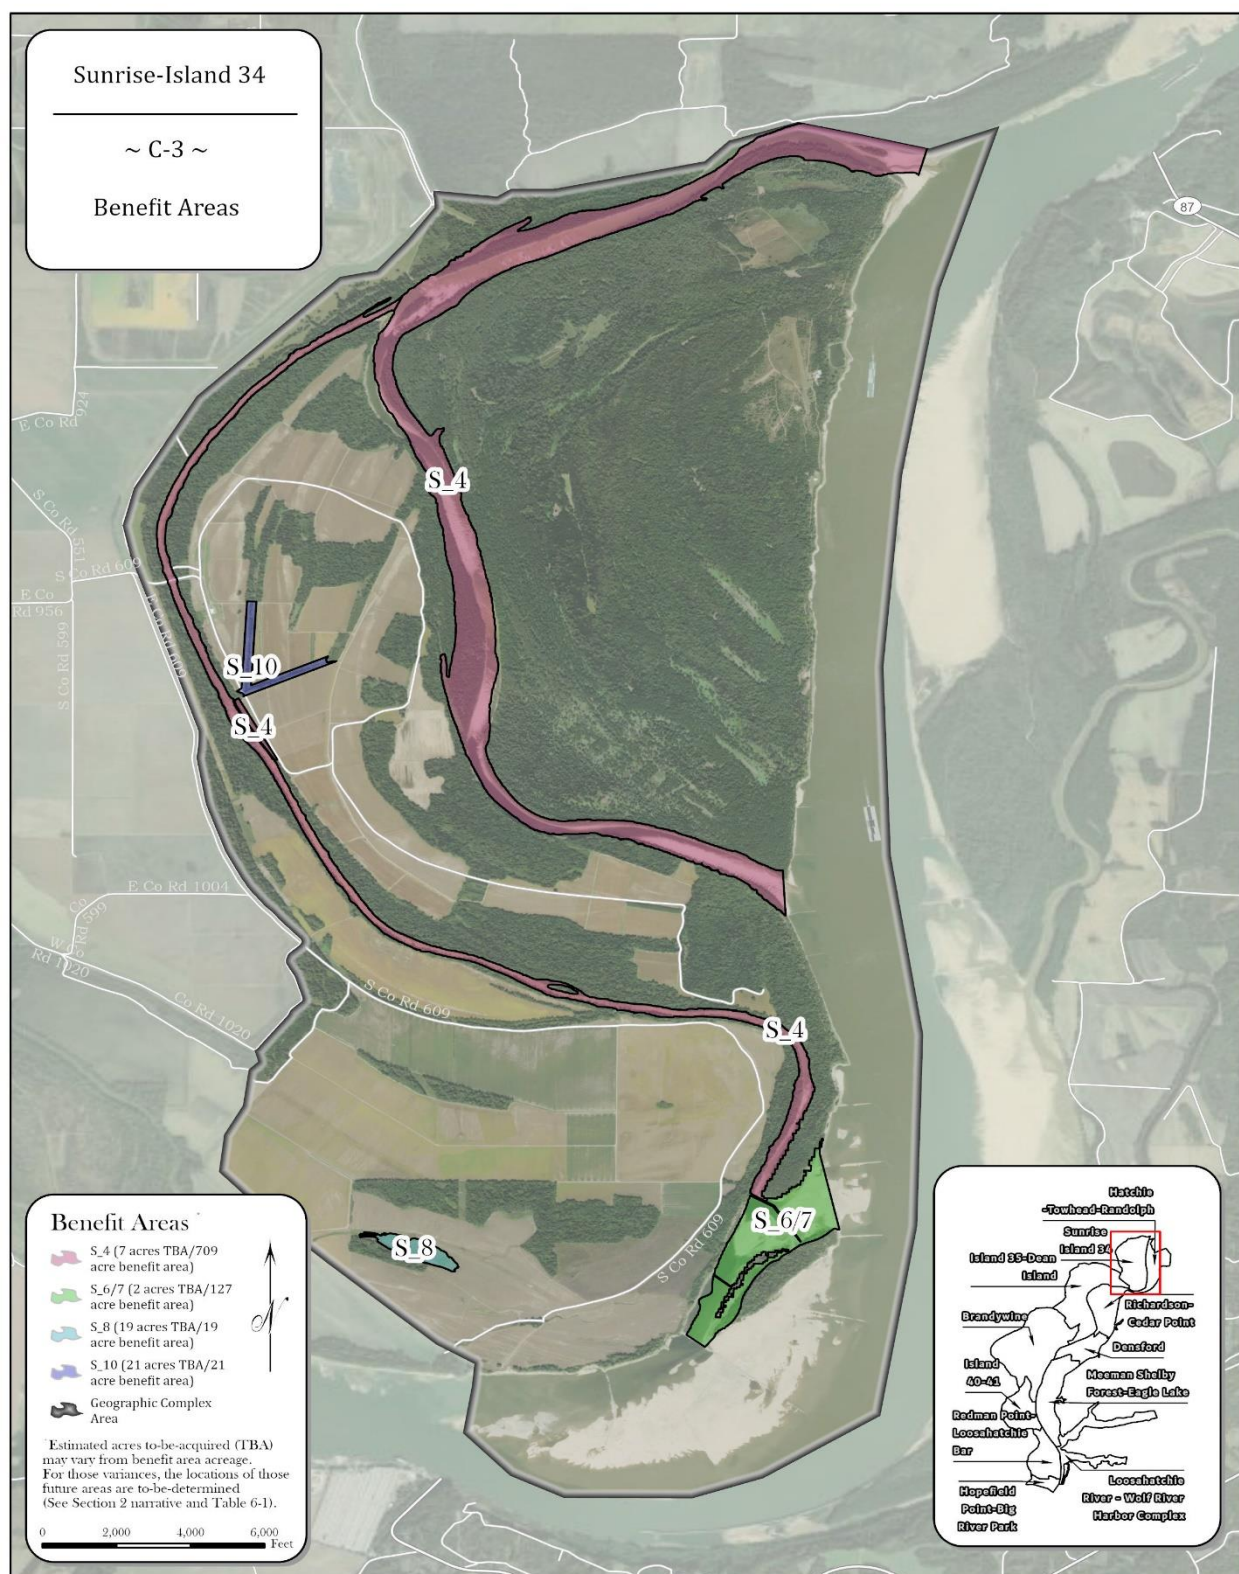 Sunrise-Island 34
~ C-3 ~
Benefit Areas
87
E Co Rd 924
S Co Rd 551
S Co Rd 609
E Co
Rd 956
S Co Rd 599
E Co Rd 609
S_4
S_10
S_4
E Co Rd 1004
Co
Rd 599
W Co
Rd 1020
Co Rd 1020
S Co Rd 609
S_4
S_6/7
S_8
S Co Rd 609
Benefit Areas *
S_4 (7 acres TBA/709
acre benefit area)
S_6/7 (2 acres TBA/127
acre benefit area)
S_8 (19 acres TBA/19
acre benefit area)
S_10 (21 acres TBA/21
acre benefit area)
Geographic Complex
Area
N
*Estimated acres to-be-acquired (TBA)
may vary from benefit area acreage.
For those variances, the locations of those
future areas are to-be-determined
(See Section 2 narrative and Table 6-1).
0 2,000 4,000 6,000
Feet
Hatchie
-Towhead-Randolph
Sunrise
Island 34
Island 35-Dean
Island
Richardson-
Cedar Point
Brandywine
Densford
Island
40-41
Meeman Shelby
Forest-Eagle Lake
Redman Point-
Loosahatchie
Bar
Hopefield
Point-Big
River Park
Loosahatchie
River - Wolf River
Harbor Complex